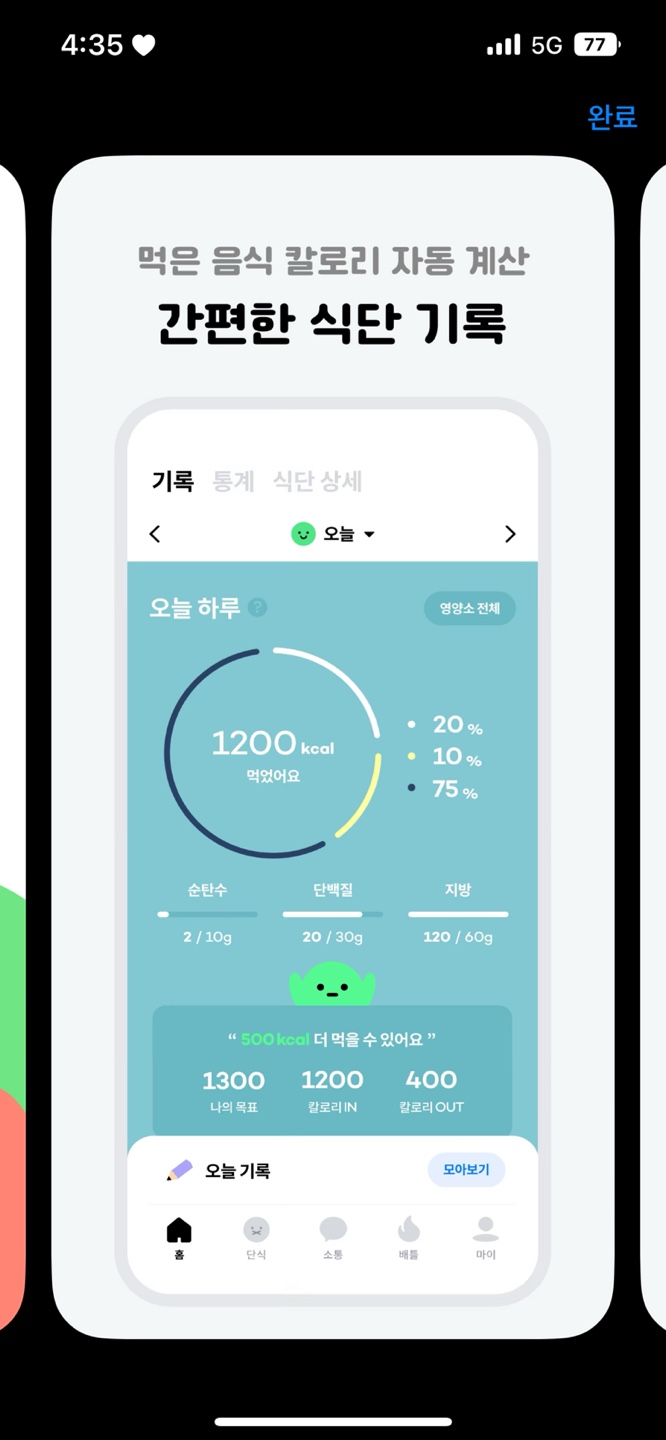 4:35
5G
77
완료
먹은 음식 칼로리 자동 계산
간편한 식단 기록
기록 통계 식단 상세
오늘
오늘 하루 ?
영양소 전체
1200 kcal
먹었어요
20 %
10 %
75 %
순탄수 단백질 지방
2 / 10g 20 / 30g 120 / 60g
“ 500 kcal 더 먹을 수 있어요 ”
1300 1200 400
나의 목표 칼로리 IN 칼로리 OUT
오늘 기록
모아보기
홈 단식 소통 배틀 마이